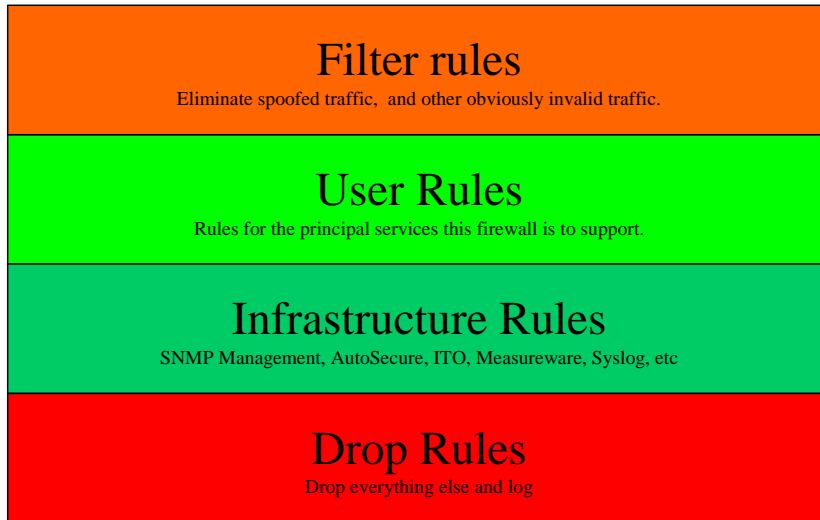 Filter rules
Eliminate spoofed traffic,  and other obviously invalid traffic.
User Rules
Rules for the principal services this firewall is to support.
Infrastructure Rules
SNMP Management, AutoSecure, ITO, Measureware, Syslog, etc
Drop Rules
Drop everything else and log